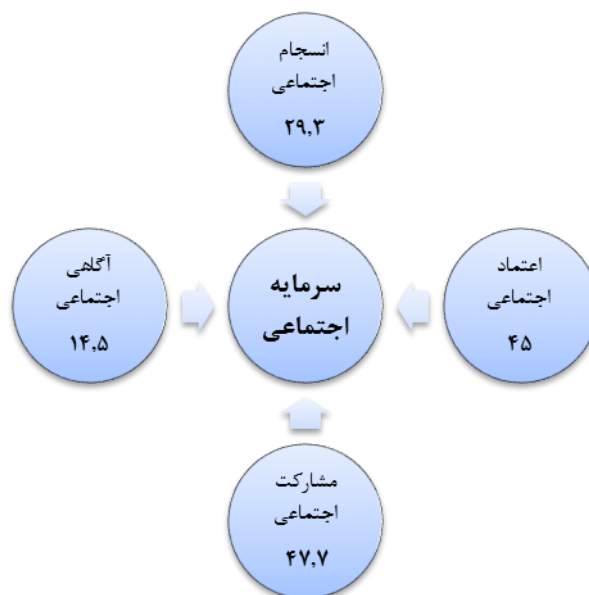 انسجام
اجتماعی
۲۹,۳
اعتماد
اجتماعی
۴۵
سرمایه
اجتماعی
آگاهی
اجتماعی
۱۴,۵
مشارکت
اجتماعی
۴۷,۷